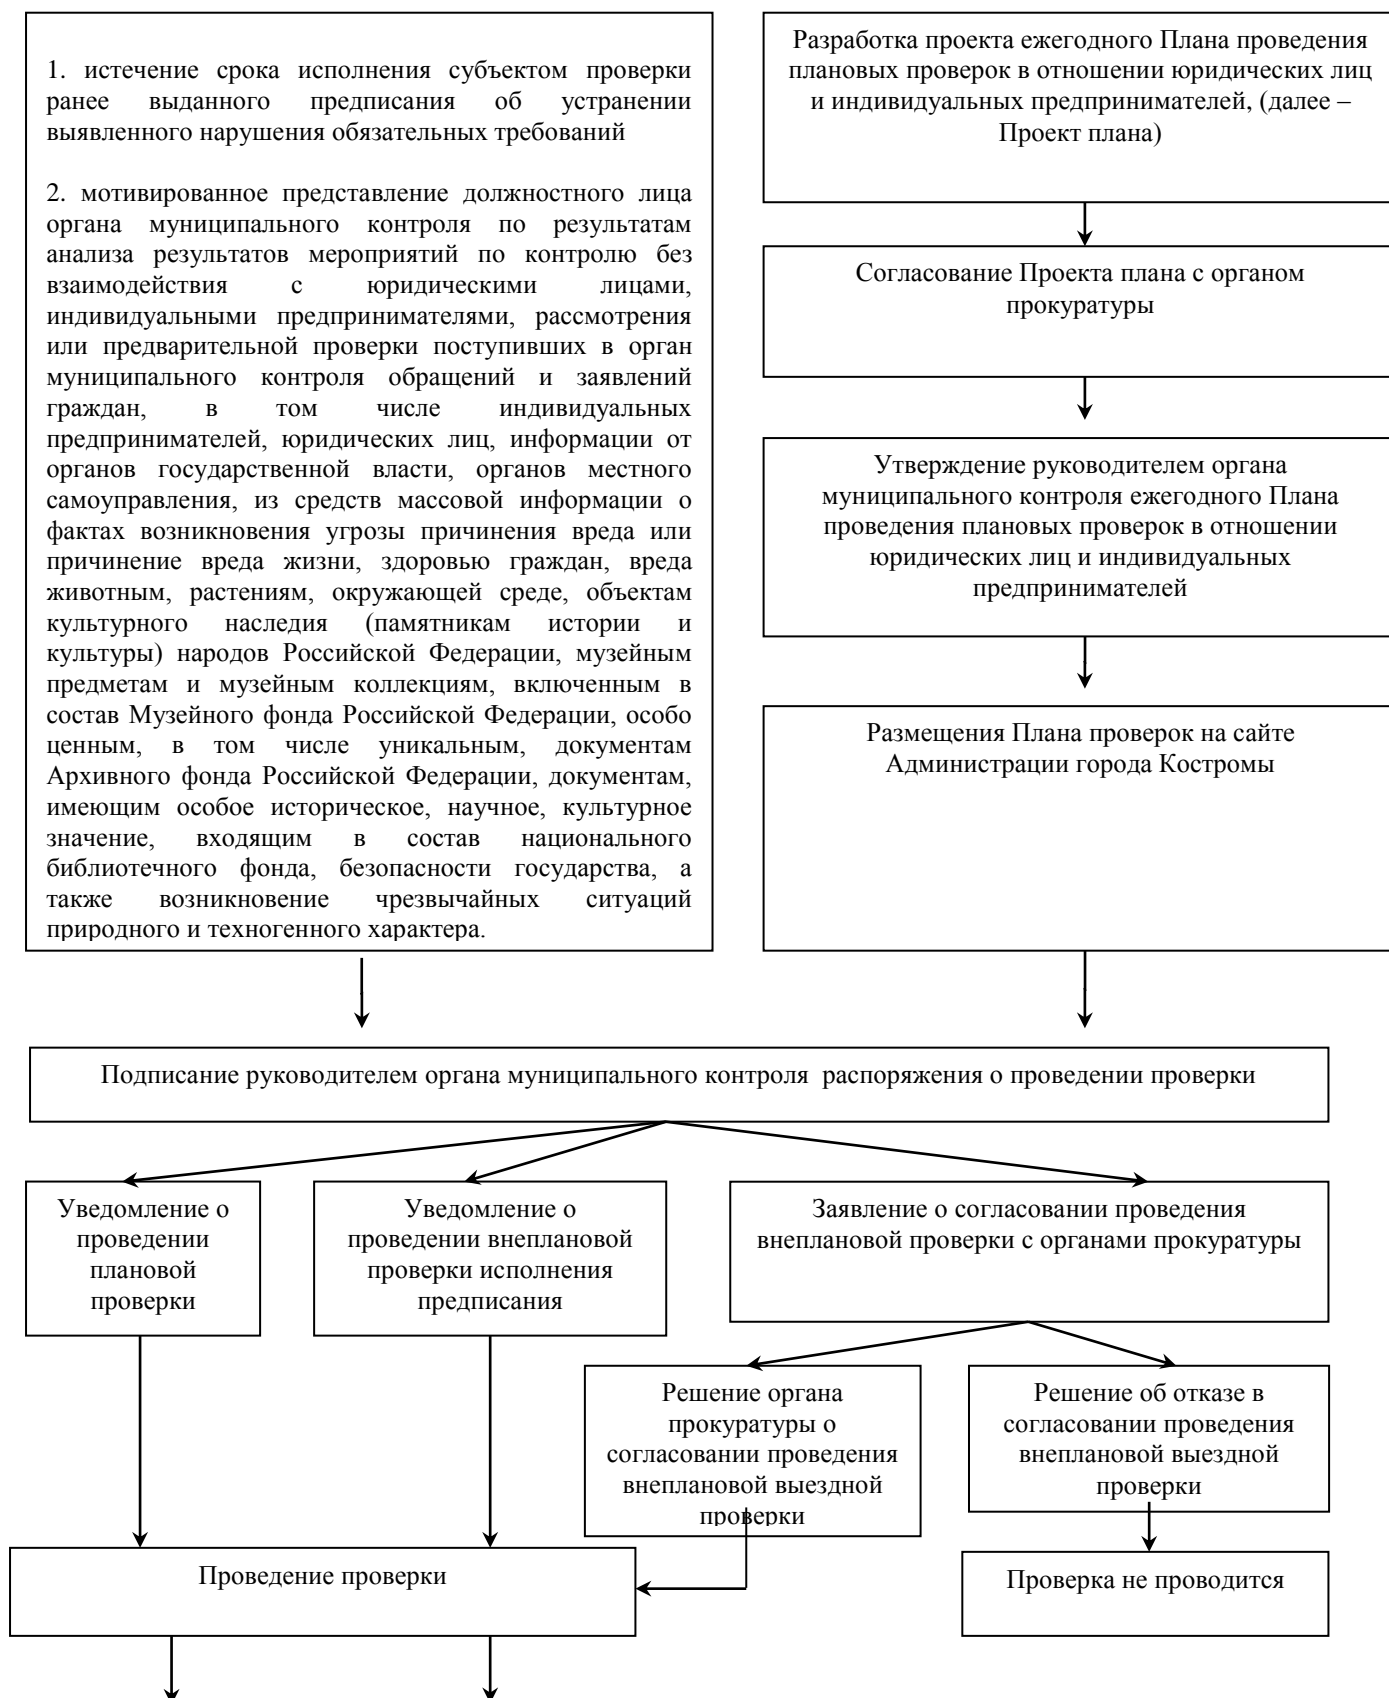 1. истечение срока исполнения субъектом проверки
ранее выданного предписания об устранении
выявленного нарушения обязательных требований
2. мотивированное представление должностного лица
органа муниципального контроля по результатам
анализа результатов мероприятий по контролю без
взаимодействия с юридическими лицами,
индивидуальными предпринимателями, рассмотрения
или предварительной проверки поступивших в орган
муниципального контроля обращений и заявлений
граждан, в том числе индивидуальных
предпринимателей, юридических лиц, информации от
органов государственной власти, органов местного
самоуправления, из средств массовой информации о
фактах возникновения угрозы причинения вреда или
причинение вреда жизни, здоровью граждан, вреда
животным, растениям, окружающей среде, объектам
культурного наследия (памятникам истории и
культуры) народов Российской Федерации, музейным
предметам и музейным коллекциям, включенным в
состав Музейного фонда Российской Федерации, особо
ценным, в том числе уникальным, документам
Архивного фонда Российской Федерации, документам,
имеющим особое историческое, научное, культурное
значение, входящим в состав национального
библиотечного фонда, безопасности государства, а
также возникновение чрезвычайных ситуаций
природного и техногенного характера.
Разработка проекта ежегодного Плана проведения
плановых проверок в отношении юридических лиц
и индивидуальных предпринимателей, (далее –
Проект плана)
Согласование Проекта плана с органом
прокуратуры
Утверждение руководителем органа
муниципального контроля ежегодного Плана
проведения плановых проверок в отношении
юридических лиц и индивидуальных
предпринимателей
Размещения Плана проверок на сайте
Администрации города Костромы
Подписание руководителем органа муниципального контроля распоряжения о проведении проверки
Уведомление о
проведении
плановой
проверки
Уведомление о
проведении внеплановой
проверки исполнения
предписания
Заявление о согласовании проведения
внеплановой проверки с органами прокуратуры
Решение органа
прокуратуры о
согласовании проведения
внеплановой выездной
проверки
Решение об отказе в
согласовании проведения
внеплановой выездной
проверки
Проведение проверки
Проверка не проводится